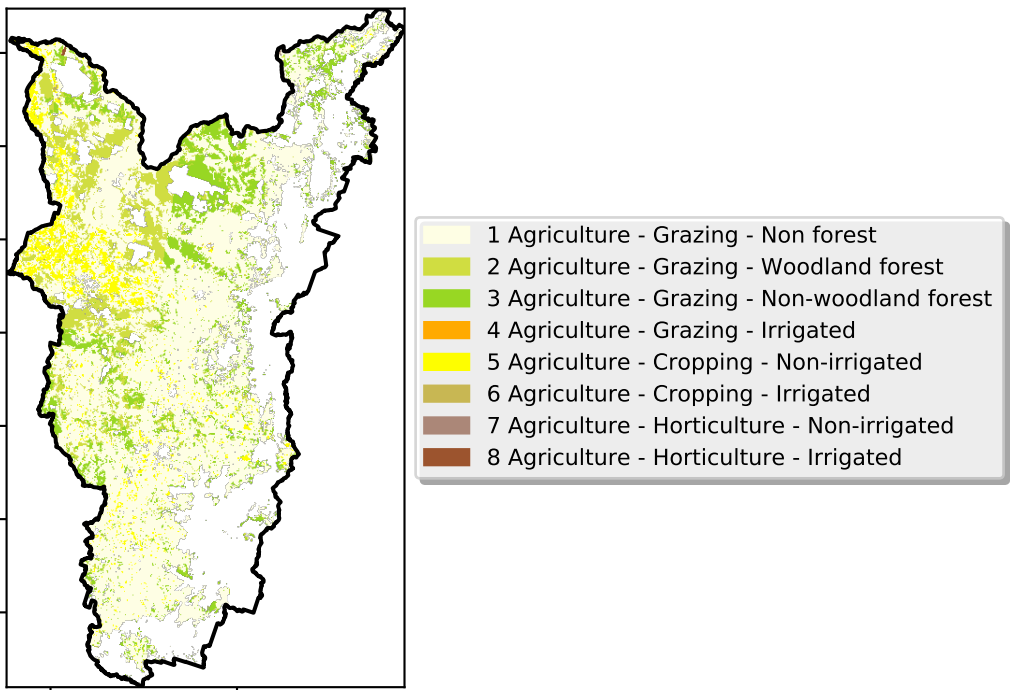 1 Agriculture - Grazing - Non forest
2 Agriculture - Grazing - Woodland forest
3 Agriculture - Grazing - Non-woodland forest
4 Agriculture - Grazing - Irrigated
5 Agriculture - Cropping - Non-irrigated
6 Agriculture - Cropping - Irrigated
7 Agriculture - Horticulture - Non-irrigated
8 Agriculture - Horticulture - Irrigated